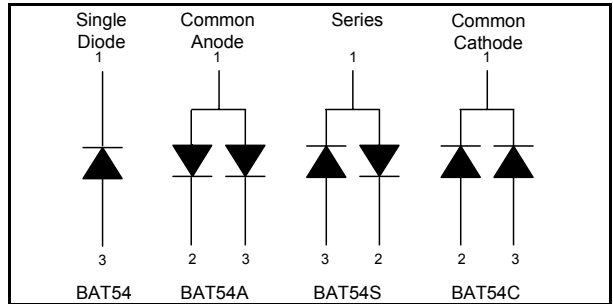 Single Diode
Common Anode
Series
Common Cathode
1 1 1 1
3 2 3 3 2 2 3
BAT54 BAT54A BAT54S BAT54C